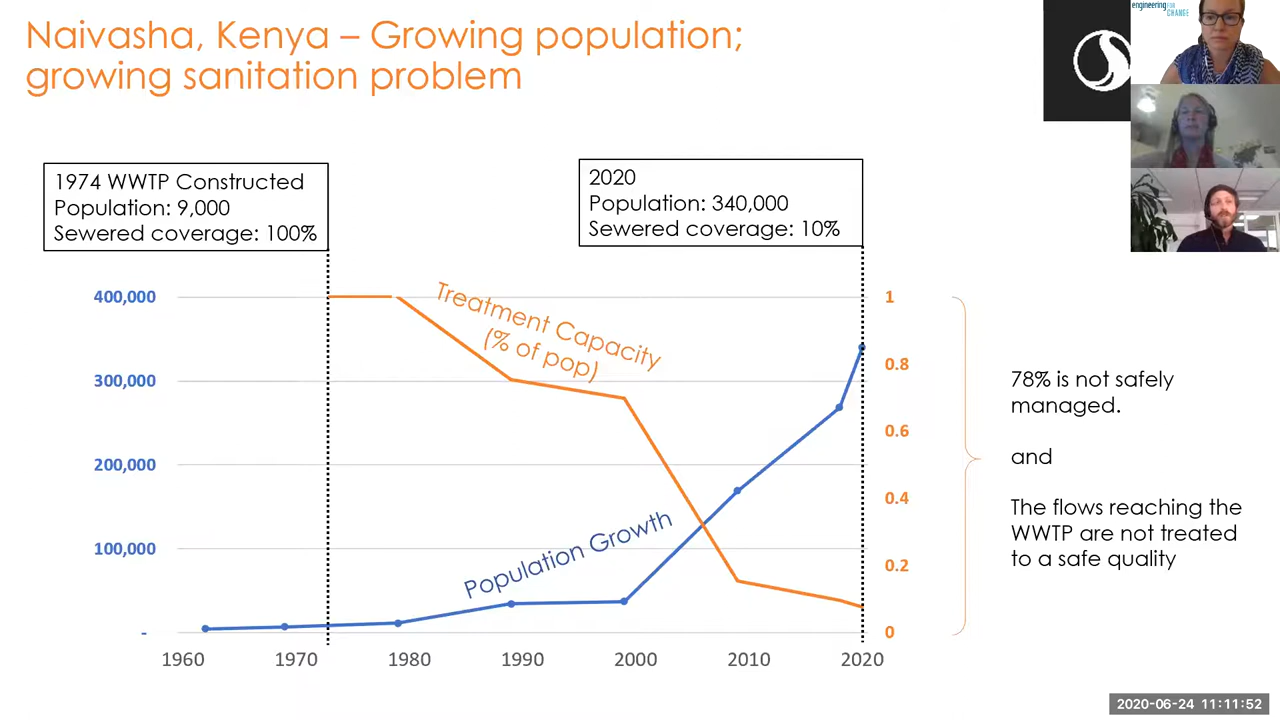 Naivasha, Kenya – Growing population;
growing sanitation problem
engineering FOR
CHANGE
1974 WWTP Constructed
Population: 9,000
Sewered coverage: 100%
2020
Population: 340,000
Sewered coverage: 10%
Treatment Capacity
(% of pop)
Population Growth
400,000
300,000
200,000
100,000
-
1
0.8
0.6
0.4
0.2
0
1960 1970 1980 1990 2000 2010 2020
78% is not safely
managed.
and
The flows reaching the
WWTP are not treated
to a safe quality
2020-06-24 11:11:52